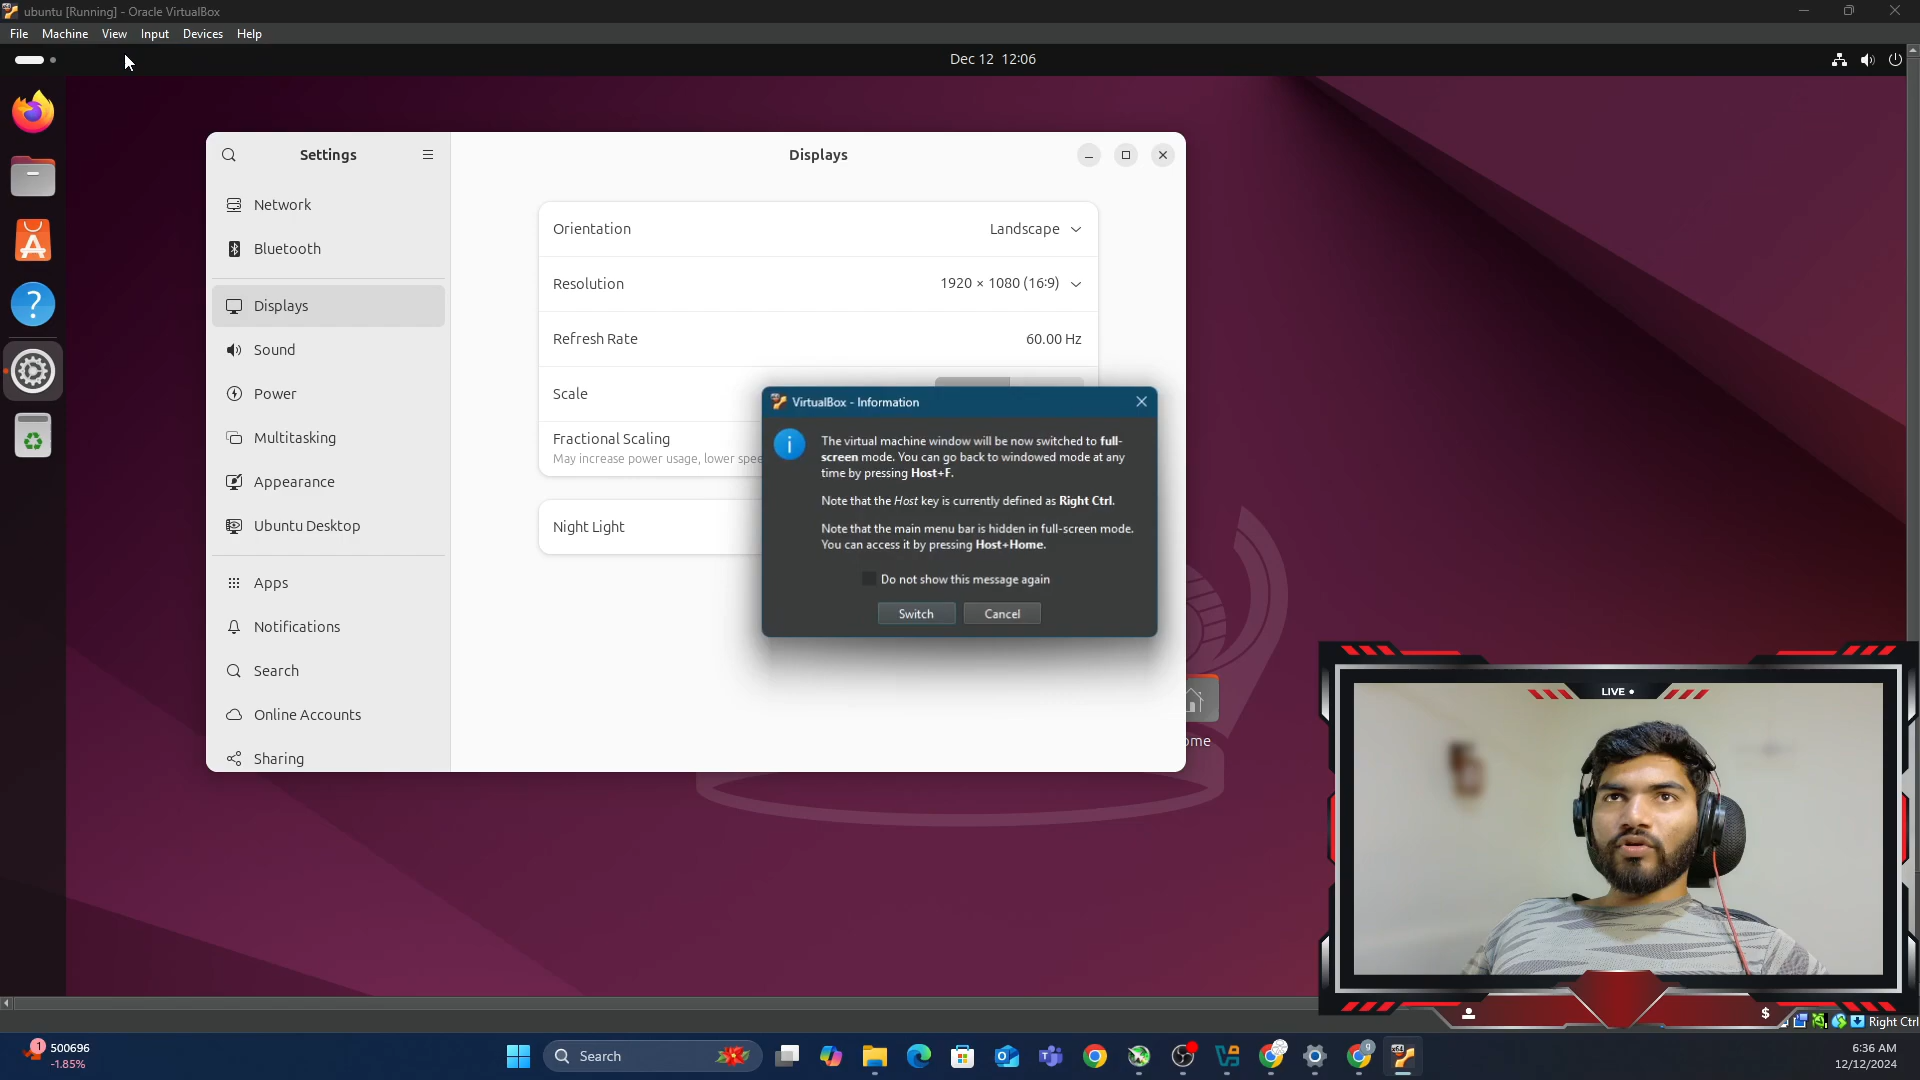 ubuntu [Running] - Oracle VirtualBox
File Machine View Input Devices Help
Dec 12 12:06
Settings
Displays
Network
Bluetooth
Displays
Sound
Power
Multitasking
Appearance
Ubuntu Desktop
Apps
Notifications
Search
Online Accounts
Sharing
Orientation
Landscape
Resolution
1920 × 1080 (16:9)
Refresh Rate
60.00 Hz
Scale
Fractional Scaling
May increase power usage, lower spee
Night Light
VirtualBox - Information
The virtual machine window will be now switched to full-
screen mode. You can go back to windowed mode at any
time by pressing Host+F.
Note that the Host key is currently defined as Right Ctrl.
Note that the main menu bar is hidden in full-screen mode.
You can access it by pressing Host+Home.
Do not show this message again
Switch
Cancel
ome
LIVE
$
Right Ctrl
1
500696
-1.85%
Search
6:36 AM
12/12/2024